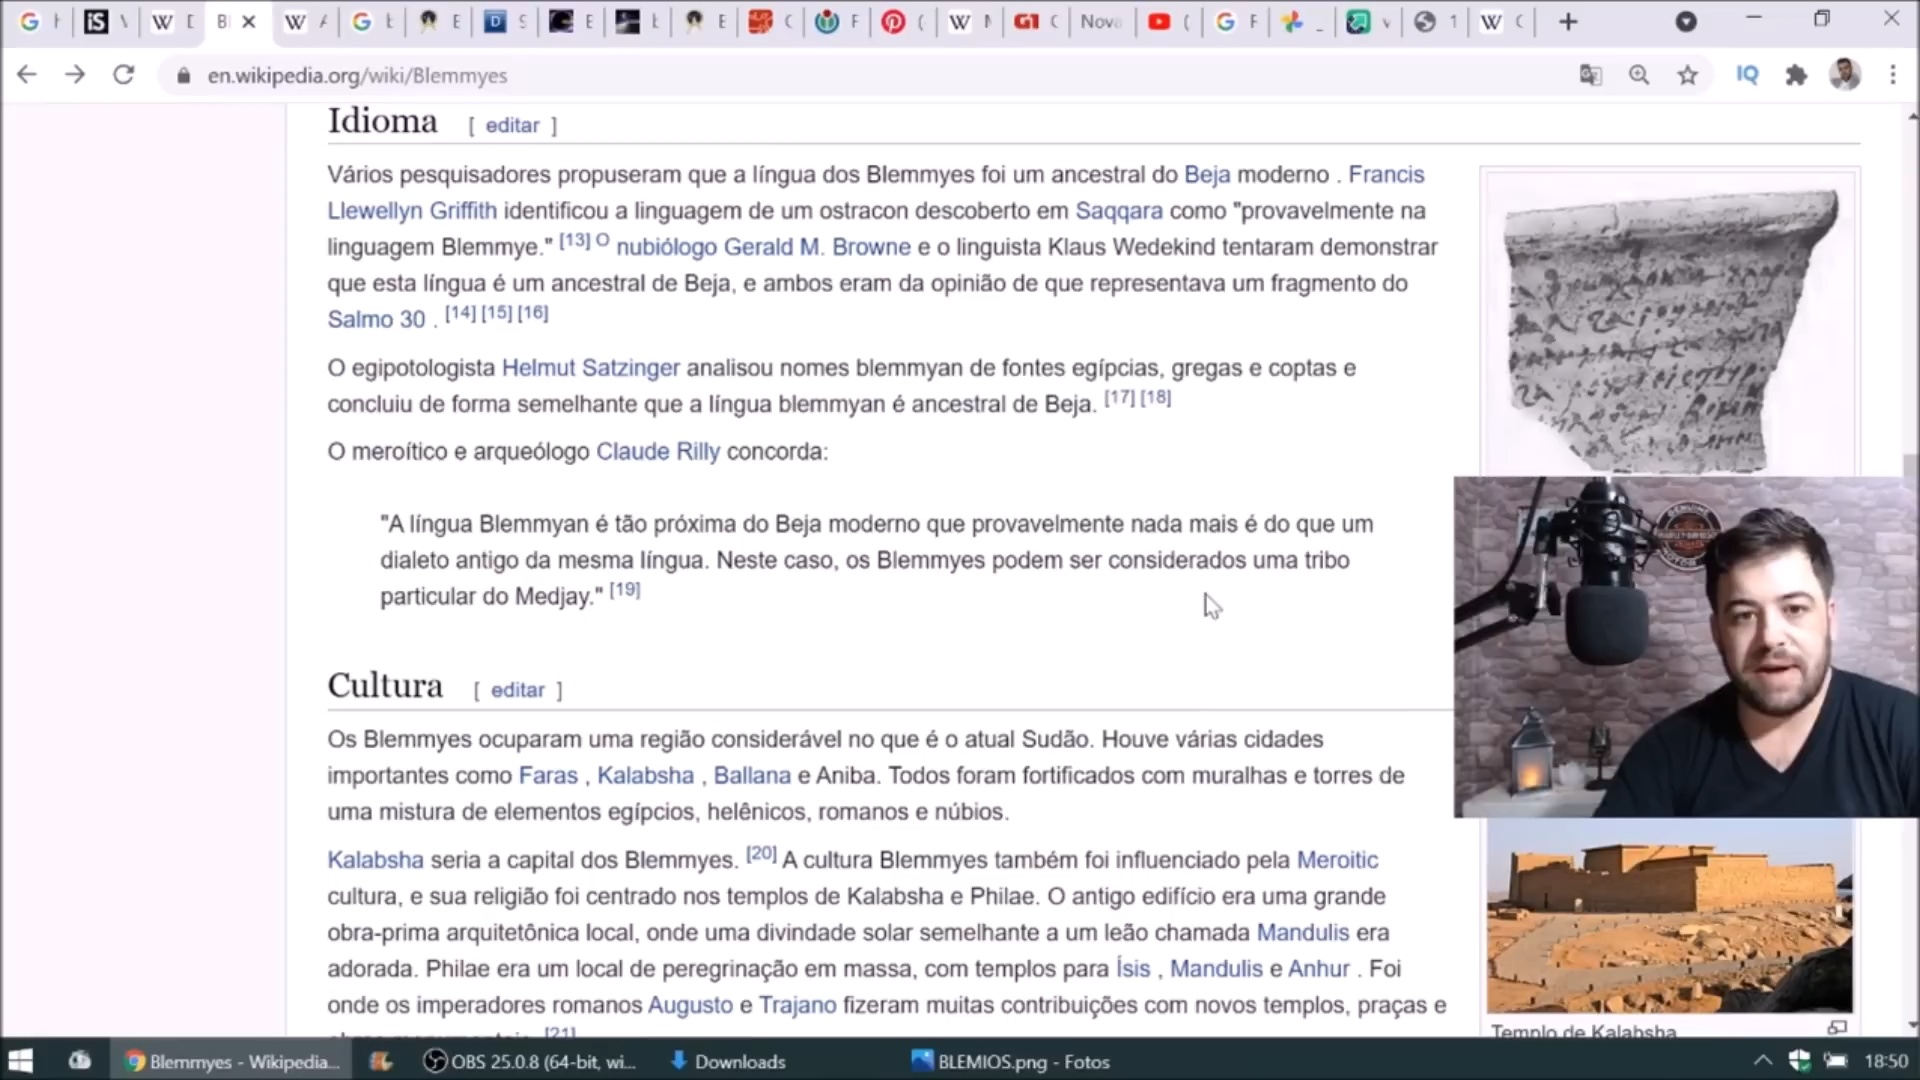 en.wikipedia.org/wiki/Blemmyes
IQ
Idioma [ editar ]
Vários pesquisadores propuseram que a língua dos Blemmyes foi um ancestral do Beja moderno . Francis
Llewellyn Griffith identificou a linguagem de um ostracon descoberto em Saqqara como "provavelmente na
linguagem Blemmye." [13] O nubiólogo Gerald M. Browne e o linguista Klaus Wedekind tentaram demonstrar
que esta língua é um ancestral de Beja, e ambos eram da opinião de que representava um fragmento do
Salmo 30 . [14] [15] [16]
O egipotologista Helmut Satzinger analisou nomes blemmyan de fontes egípcias, gregas e coptas e
concluiu de forma semelhante que a língua blemmyan é ancestral de Beja. [17] [18]
O meroítico e arqueólogo Claude Rilly concorda:
"A língua Blemmyan é tão próxima do Beja moderno que provavelmente nada mais é do que um
dialeto antigo da mesma língua. Neste caso, os Blemmyes podem ser considerados uma tribo
particular do Medjay." [19]
Cultura [ editar ]
Os Blemmyes ocuparam uma região considerável no que é o atual Sudão. Houve várias cidades
importantes como Faras , Kalabsha , Ballana e Aniba. Todos foram fortificados com muralhas e torres de
uma mistura de elementos egípcios, helênicos, romanos e núbios.
Kalabsha seria a capital dos Blemmyes. [20] A cultura Blemmyes também foi influenciado pela Meroitic
cultura, e sua religião foi centrado nos templos de Kalabsha e Philae. O antigo edifício era uma grande
obra-prima arquitetônica local, onde uma divindade solar semelhante a um leão chamada Mandulis era
adorada. Philae era um local de peregrinação em massa, com templos para Ísis , Mandulis e Anhur . Foi
onde os imperadores romanos Augusto e Trajano fizeram muitas contribuições com novos templos, praças e
[21]
Templo de Kalabsha
Blemmyes - Wikipedia... OBS 25.0.8 (64-bit, wi... Downloads BLEMIOS.png - Fotos 18:50